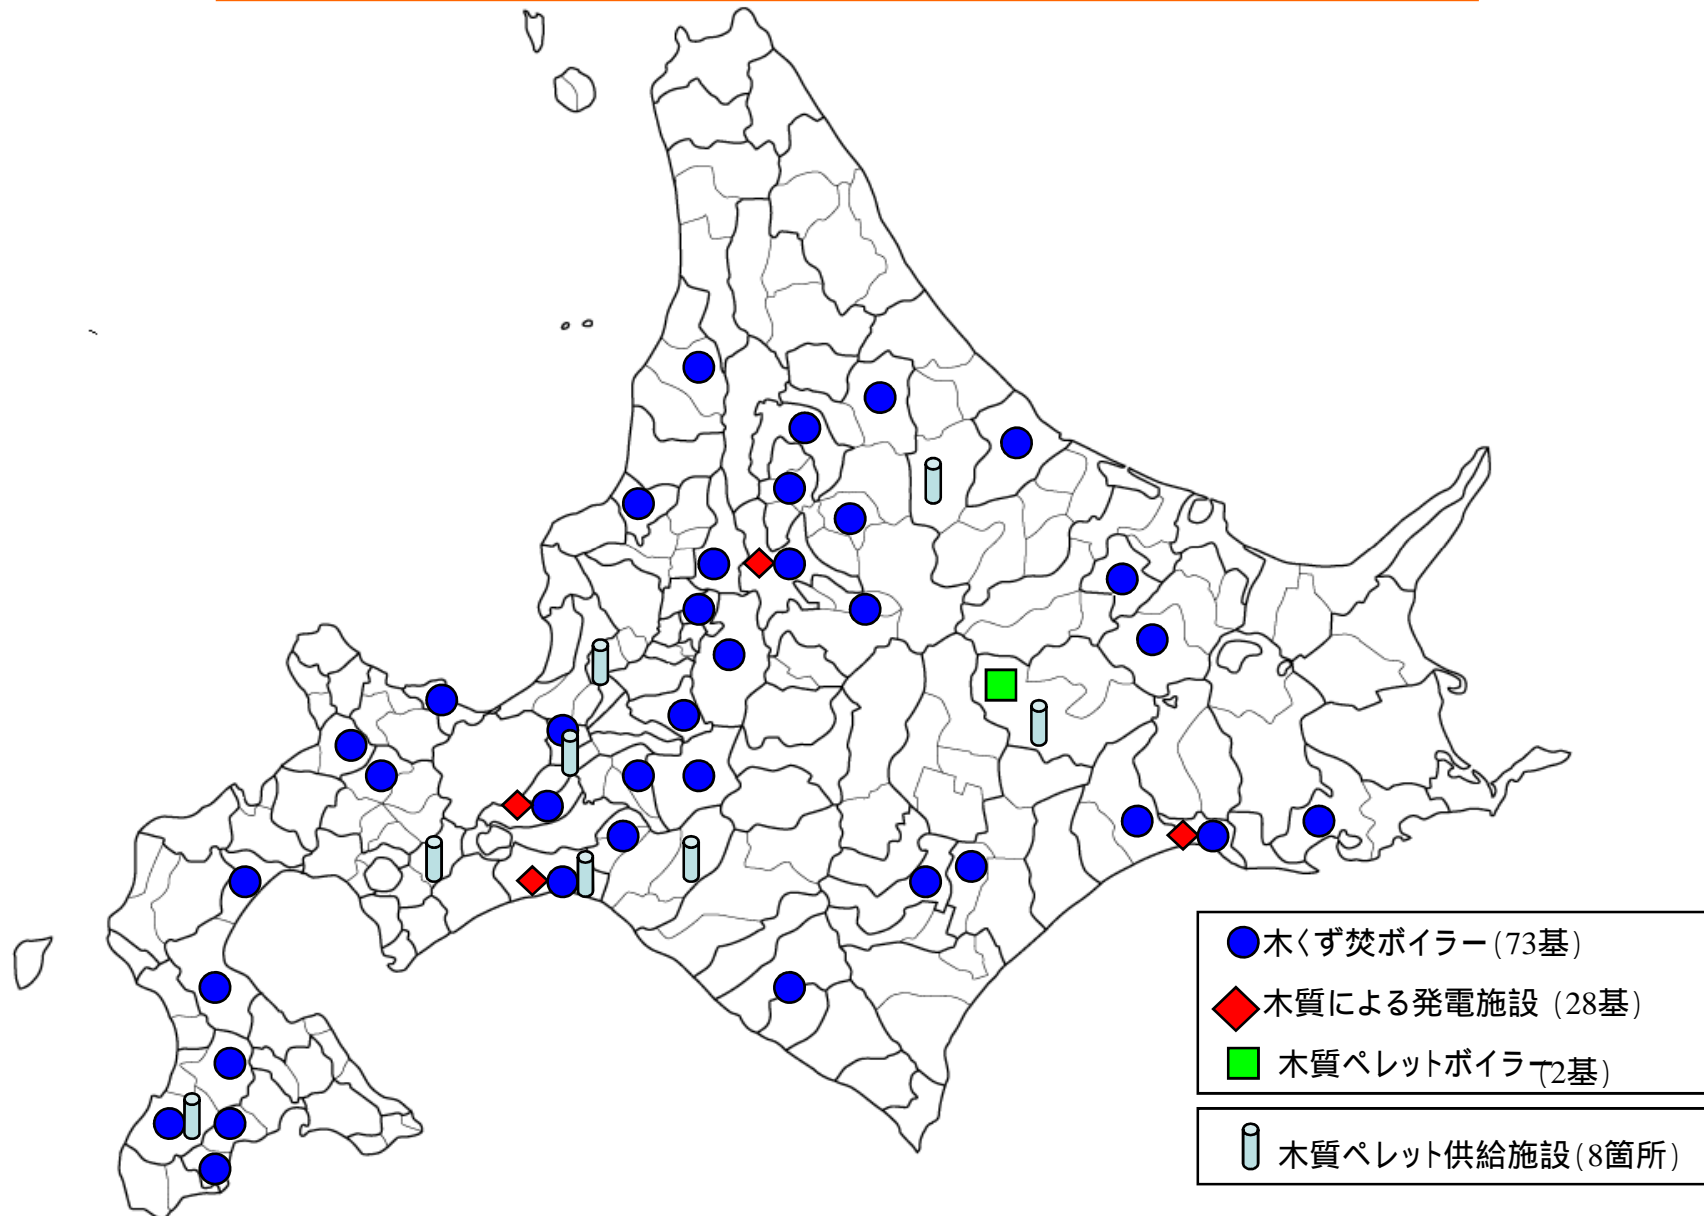 木くず焚ボイラー(73基)
木質による発電施設 (28基)
木質ペレットボイラー(2基)
木質ペレット供給施設(8箇所)